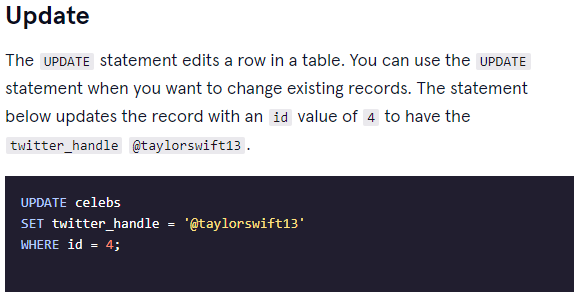 Update
The UPDATE statement edits a row in a table. You can use the UPDATE
statement when you want to change existing records. The statement
below updates the record with an id value of 4 to have the
twitter_handle @taylorswift13.
UPDATE celebs
SET twitter_handle = '@taylorswift13'
WHERE id = 4;